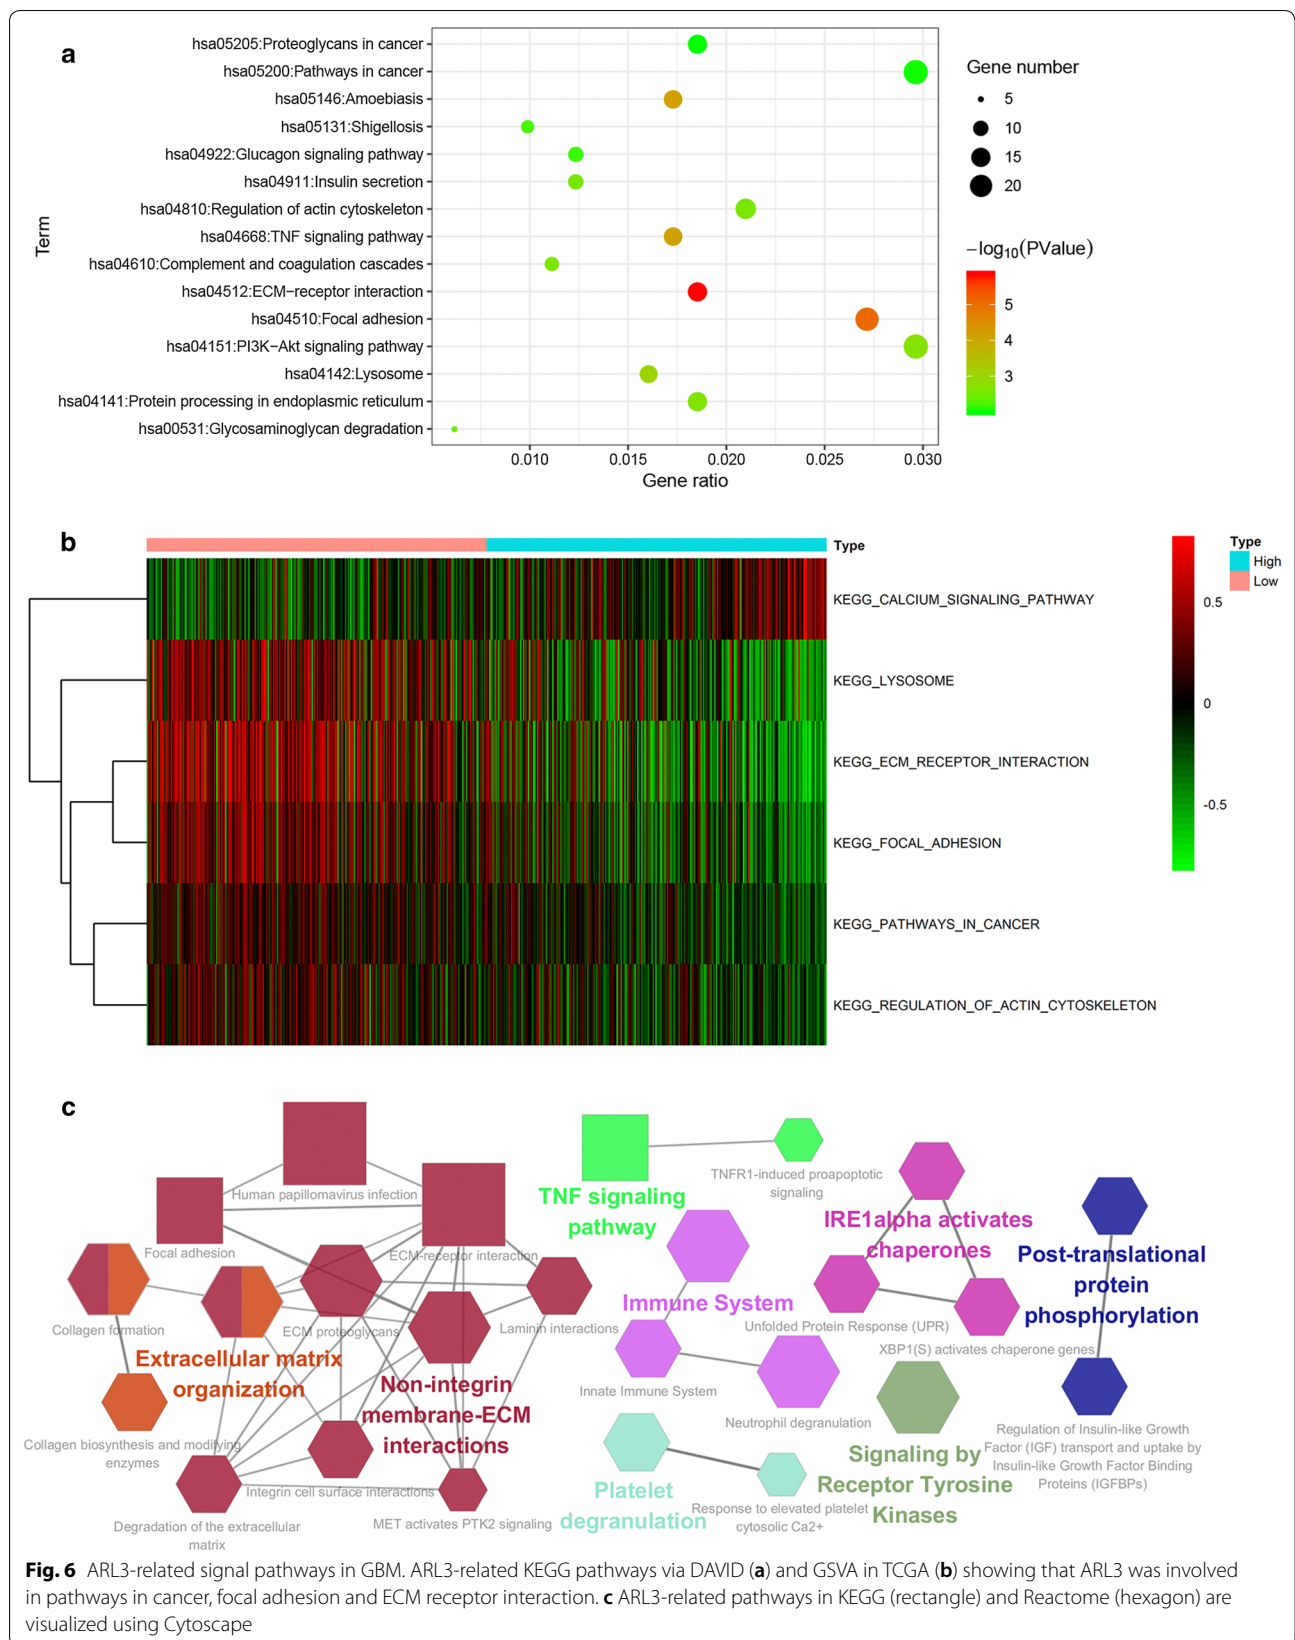 a
Term
hsa05205:Proteoglycans in cancer
hsa05200:Pathways in cancer
hsa05146:Amoebiasis
hsa05131:Shigellosis
hsa04922:Glucagon signaling pathway
hsa04911:Insulin secretion
hsa04810:Regulation of actin cytoskeleton
hsa04668:TNF signaling pathway
hsa04610:Complement and coagulation cascades
hsa04512:ECM−receptor interaction
hsa04510:Focal adhesion
hsa04151:PI3K−Akt signaling pathway
hsa04142:Lysosome
hsa04141:Protein processing in endoplasmic reticulum
hsa00531:Glycosaminoglycan degradation
0.010 0.015 0.020 0.025 0.030
Gene ratio
Gene number
5
10
15
20
−log10(PValue)
5
4
3
b
Type
KEGG_CALCIUM_SIGNALING_PATHWAY
KEGG_LYSOSOME
KEGG_ECM_RECEPTOR_INTERACTION
KEGG_FOCAL_ADHESION
KEGG_PATHWAYS_IN_CANCER
KEGG_REGULATION_OF_ACTIN_CYTOSKELETON
0.5
0
-0.5
Type
High
Low
c
Human papillomavirus infection
Focal adhesion
ECM-receptor interaction
Collagen formation
ECM proteoglycans
Laminin interactions
Extracellular matrix
organization
Non-integrin
membrane-ECM
interactions
Collagen biosynthesis and modifying
enzymes
Integrin cell surface interactions
Degradation of the extracellular
matrix
MET activates PTK2 signaling
TNF signaling
pathway
TNFR1-induced proapoptotic
signaling
Immune System
Innate Immune System
Neutrophil degranulation
IRE1alpha activates
chaperones
Unfolded Protein Response (UPR)
XBP1(S) activates chaperone genes
Post-translational
protein
phosphorylation
Regulation of Insulin-like Growth
Factor (IGF) transport and uptake by
Insulin-like Growth Factor Binding
Proteins (IGFBPs)
Signaling by
Receptor Tyrosine
Kinases
Platelet
degranulation
Response to elevated platelet
cytosolic Ca2+
Fig. 6 ARL3-related signal pathways in GBM. ARL3-related KEGG pathways via DAVID (a) and GSVA in TCGA (b) showing that ARL3 was involved
in pathways in cancer, focal adhesion and ECM receptor interaction. c ARL3-related pathways in KEGG (rectangle) and Reactome (hexagon) are
visualized using Cytoscape